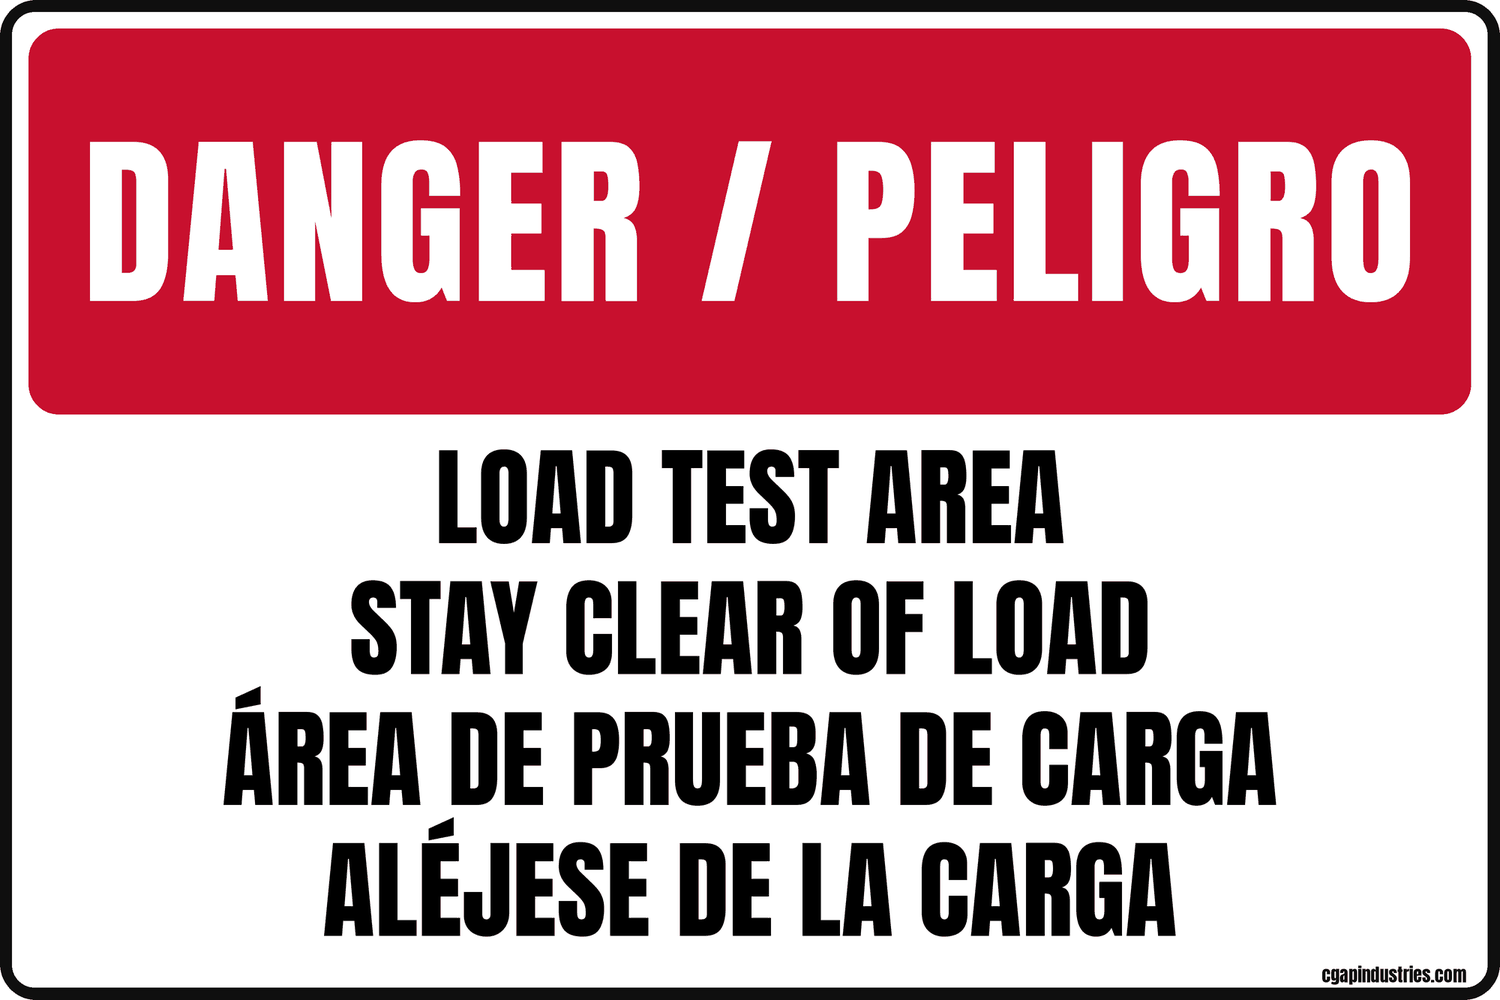 DANGER / PELIGRO
LOAD TEST AREA
STAY CLEAR OF LOAD
ÁREA DE PRUEBA DE CARGA
ALÉJESE DE LA CARGA
cgapindustries.com